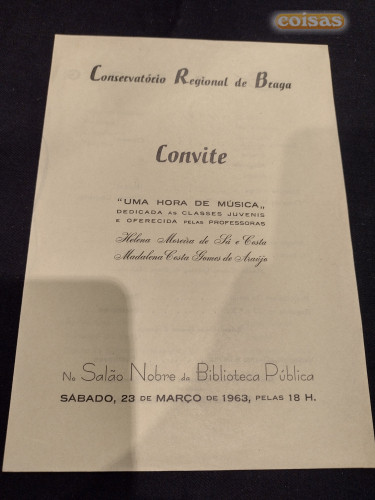 coisas
Conservatório Regional de Braga
Convite
"UMA HORA DE MÚSICA„
DEDICADA AS CLASSES JUVENIS
E OFERECIDA PELAS PROFESSORAS
Helena Moreira de Sá e Costa
Madalena Costa Gomes de Araújo
No Salão Nobre da Biblioteca Pública
SÁBADO, 23 DE MARÇO DE 1963, PELAS 18 H.